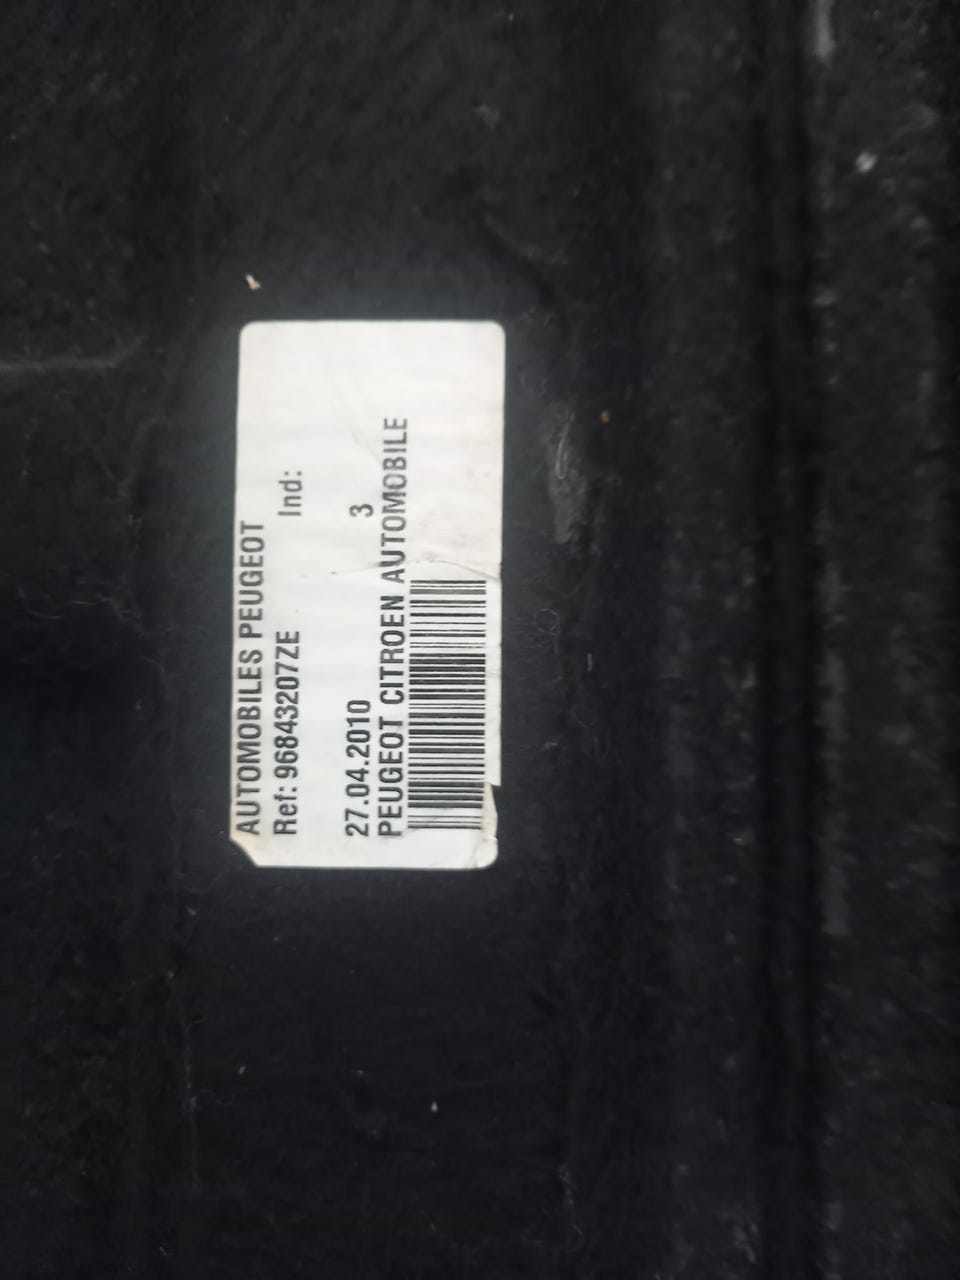 AUTOMOBILES PEUGEOT
Ref: 96843207ZE Ind:
27.04.2010 3
PEUGEOT CITROEN AUTOMOBILE